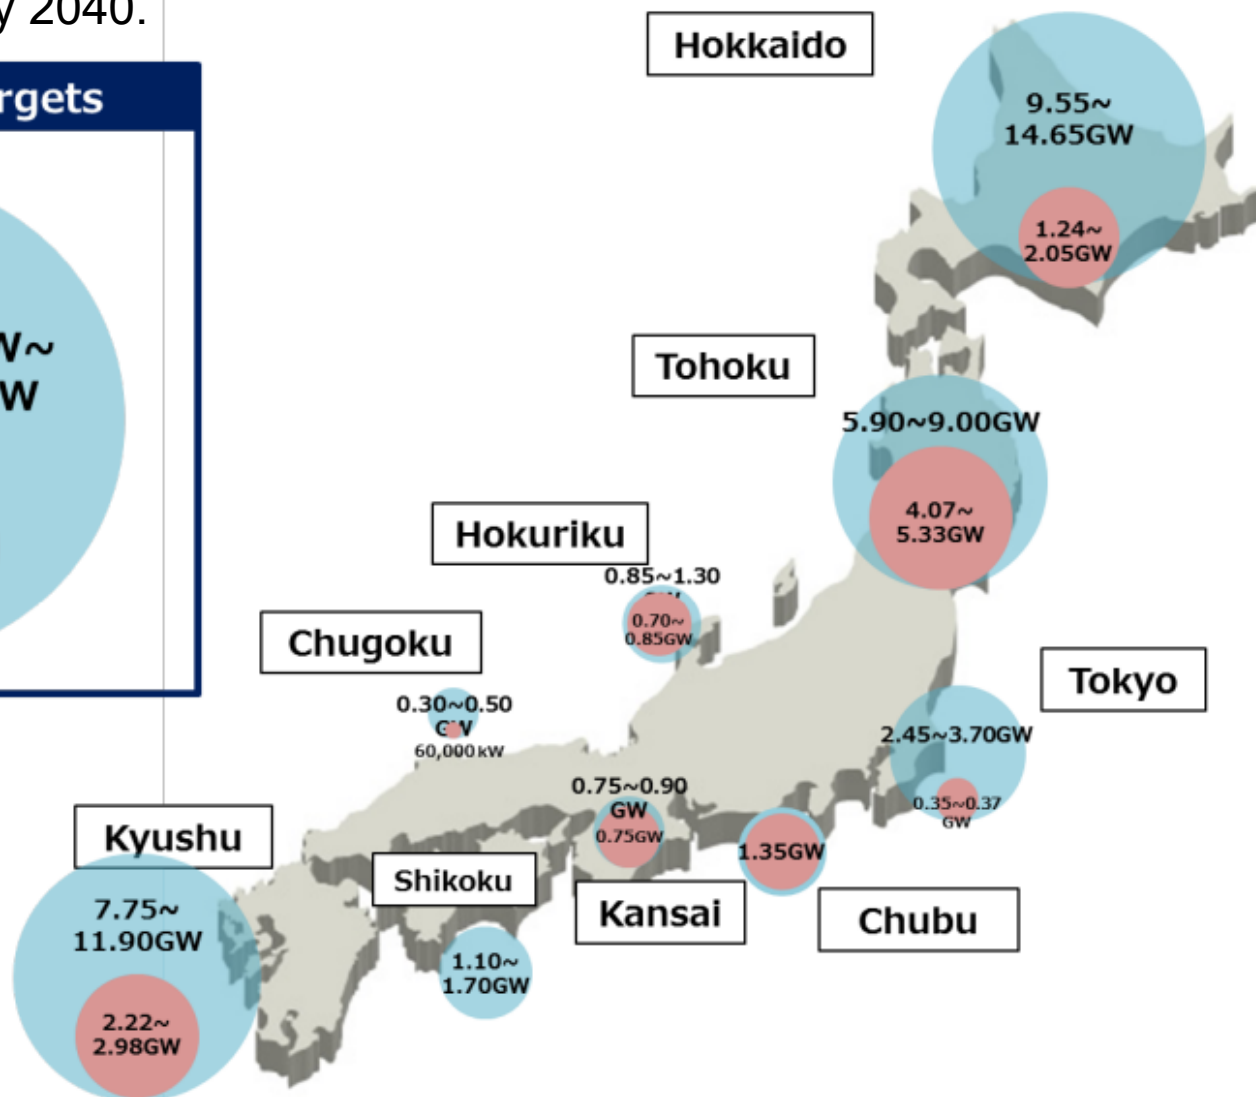 y 2040.
rgets
W~
W
Hokkaido
9.55~
14.65GW
1.24~
2.05GW
Tohoku
5.90~9.00GW
4.07~
5.33GW
Hokuriku
0.85~1.30
0.70~
0.85GW
Chugoku
0.30~0.50
GW
60,000kW
Tokyo
2.45~3.70GW
0.35~0.37
GW
0.75~0.90
GW
0.75GW
Kansai
1.35GW
Chubu
Kyushu
7.75~
11.90GW
2.22~
2.98GW
Shikoku
1.10~
1.70GW